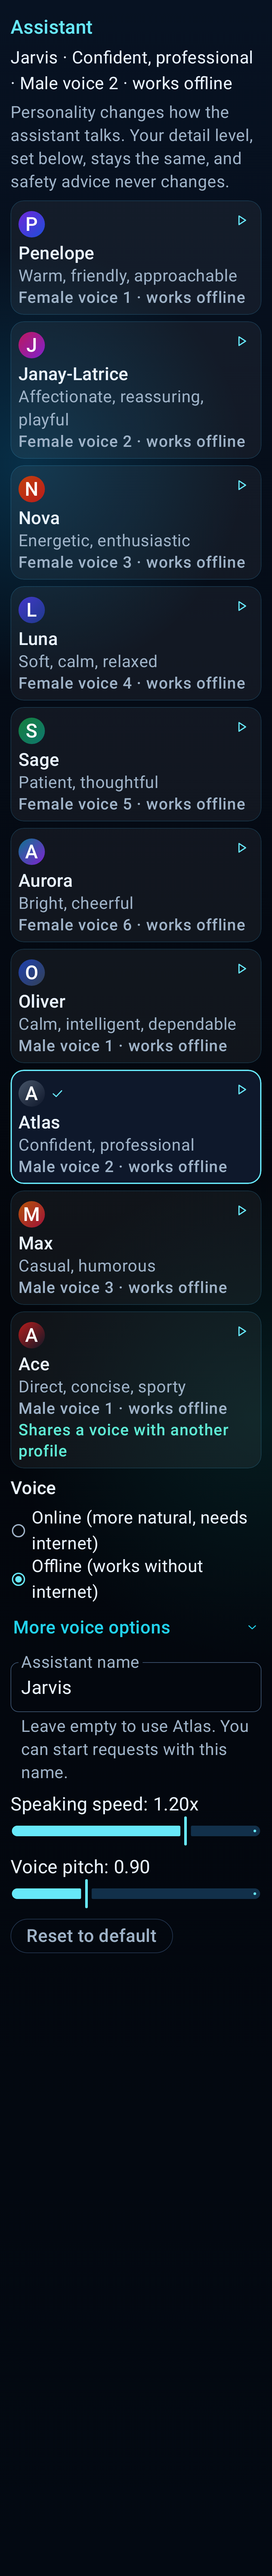 Assistant
Jarvis · Confident, professional
· Male voice 2 · works offline
Personality changes how the
assistant talks. Your detail level,
set below, stays the same, and
safety advice never changes.
P
Penelope
Warm, friendly, approachable
Female voice 1 · works offline
J
Janay-Latrice
Affectionate, reassuring,
playful
Female voice 2 · works offline
N
Nova
Energetic, enthusiastic
Female voice 3 · works offline
L
Luna
Soft, calm, relaxed
Female voice 4 · works offline
S
Sage
Patient, thoughtful
Female voice 5 · works offline
A
Aurora
Bright, cheerful
Female voice 6 · works offline
O
Oliver
Calm, intelligent, dependable
Male voice 1 · works offline
A
Atlas
Confident, professional
Male voice 2 · works offline
M
Max
Casual, humorous
Male voice 3 · works offline
A
Ace
Direct, concise, sporty
Male voice 1 · works offline
Shares a voice with another
profile
Voice
Online (more natural, needs
internet)
Offline (works without
internet)
More voice options
Assistant name
Jarvis
Leave empty to use Atlas. You
can start requests with this
name.
Speaking speed: 1.20x
Voice pitch: 0.90
Reset to default